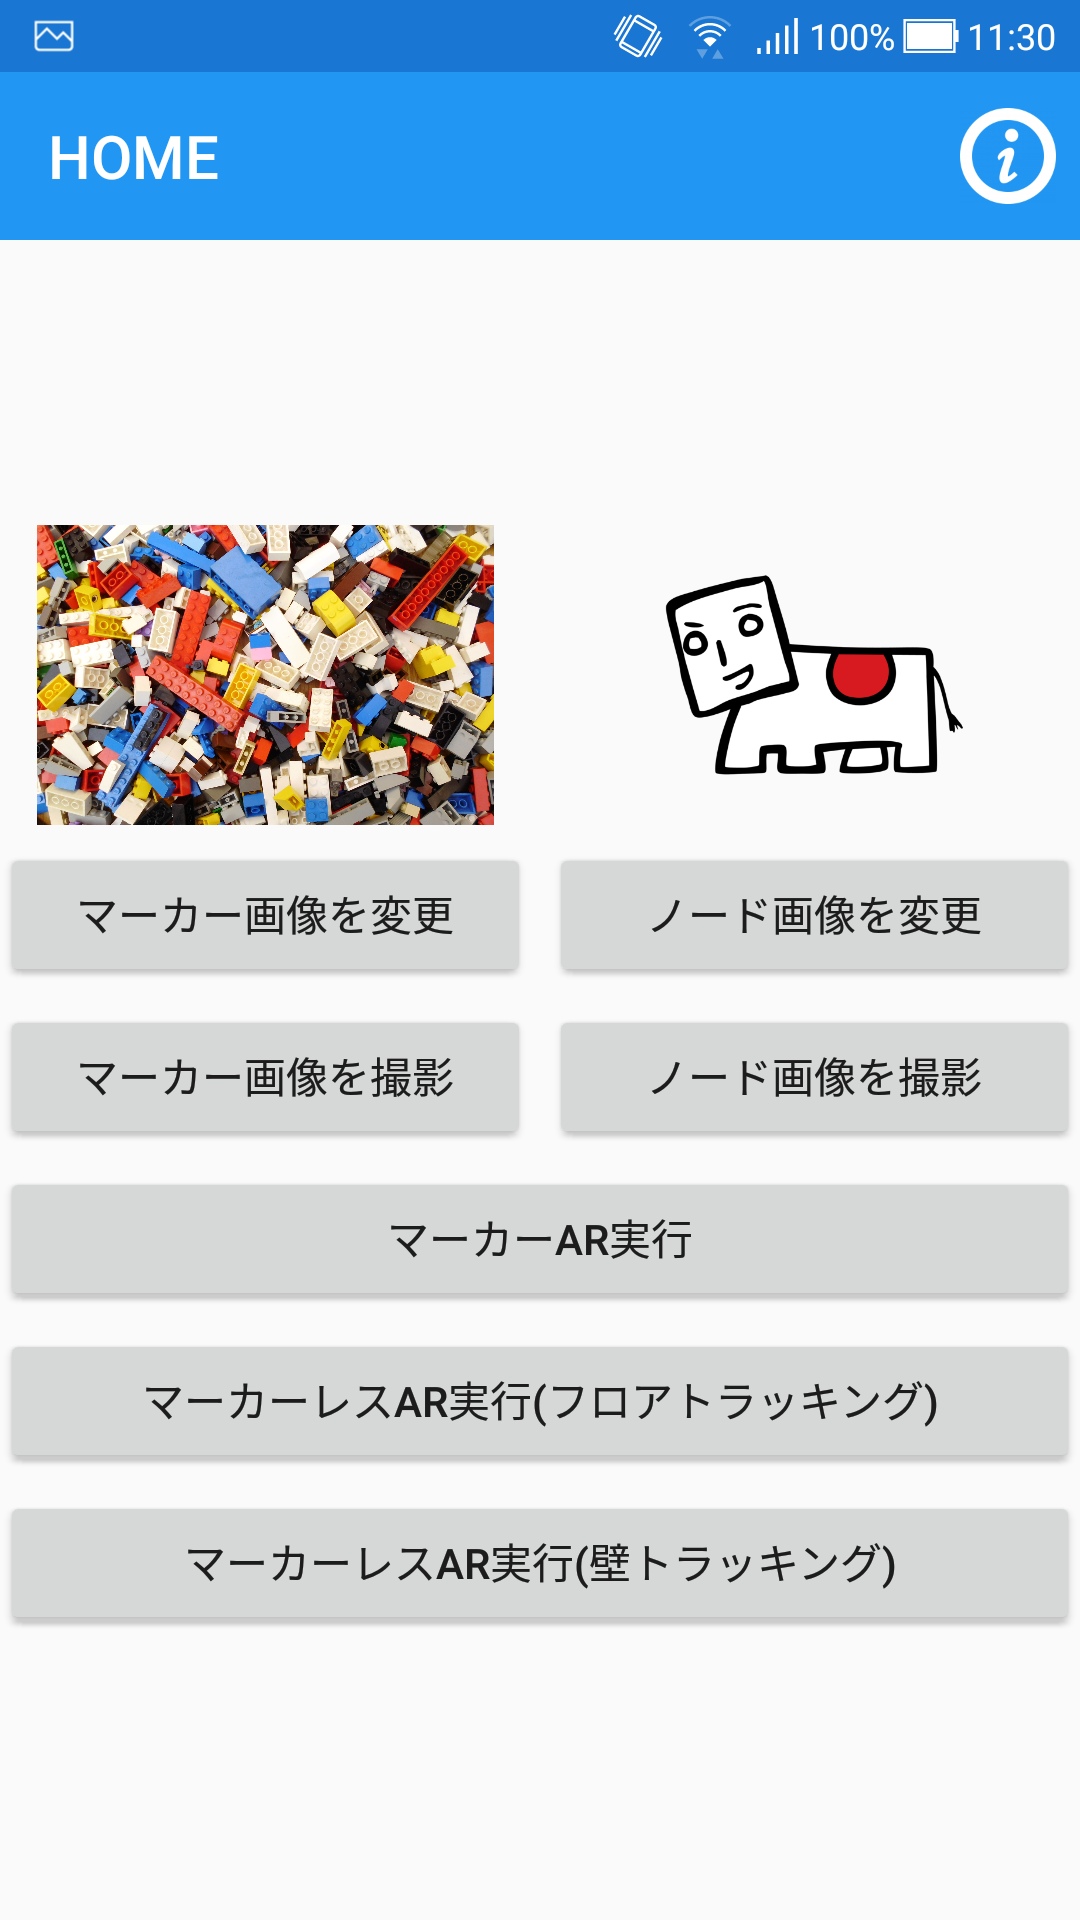 100% 11:30
HOME
マーカー画像を変更
ノード画像を変更
マーカー画像を撮影
ノード画像を撮影
マーカーAR実行
マーカーレスAR実行(フロアトラッキング)
マーカーレスAR実行(壁トラッキング)